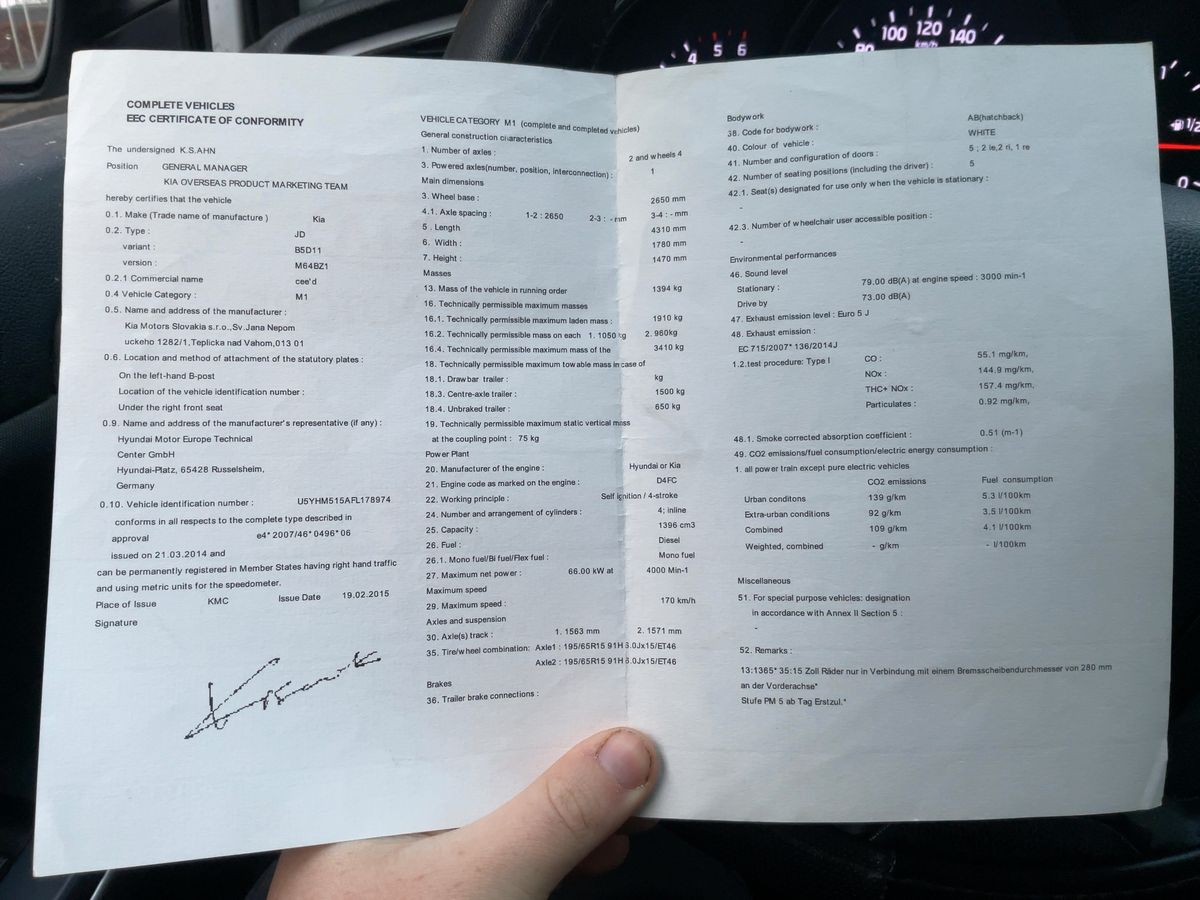 COMPLETE VEHICLES
EEC CERTIFICATE OF CONFORMITY
The undersigned K.S.AHN
Position GENERAL MANAGER
KIA OVERSEAS PRODUCT MARKETING TEAM
hereby certifies that the vehicle
0.1. Make (Trade name of manufacture ) Kia
0.2. Type : JD
variant : B5D11
version : M64BZ1
0.2.1 Commercial name cee'd
0.4 Vehicle Category : M1
0.5. Name and address of the manufacturer :
Kia Motors Slovakia s.r.o.,Sv.Jana Nepom
uckeho 1282/1,Teplicka nad Vahom,013 01
0.6. Location and method of attachment of the statutory plates :
On the left-hand B-post
Location of the vehicle identification number :
Under the right front seat
0.9. Name and address of the manufacturer's representative (if any) :
Hyundai Motor Europe Technical
Center GmbH
Hyundai-Platz, 65428 Russelsheim,
Germany
0.10. Vehicle identification number : U5YHM515AFL178974
conforms in all respects to the complete type described in
approval e4* 2007/46* 0496* 06
issued on 21.03.2014 and
can be permanently registered in Member States having right hand traffic
and using metric units for the speedometer.
Place of Issue KMC Issue Date 19.02.2015
Signature
VEHICLE CATEGORY M1 (complete and completed vehicles)
General construction characteristics
1. Number of axles : 2 and wheels 4
3. Powered axles(number, position, interconnection) : 1
Main dimensions
3. Wheel base : 2650 mm
4.1. Axle spacing : 1-2 : 2650 2-3 : - mm 3-4 : - mm
5 . Length 4310 mm
6. Width : 1780 mm
7. Height : 1470 mm
Masses
13. Mass of the vehicle in running order 1394 kg
16. Technically permissible maximum masses
16.1. Technically permissible maximum laden mass : 1910 kg
16.2. Technically permissible mass on each 1. 1050 kg 2. 980kg
16.4. Technically permissible maximum mass of the 3410 kg
18. Technically permissible maximum towable mass in case of
18.1. Drawbar trailer : kg
18.3. Centre-axle trailer : 1500 kg
18.4. Unbraked trailer : 650 kg
19. Technically permissible maximum static vertical mass
at the coupling point : 75 kg
Power Plant
20. Manufacturer of the engine : Hyundai or Kia
21. Engine code as marked on the engine : D4FC
22. Working principle : Self ignition / 4-stroke
24. Number and arrangement of cylinders : 4; inline
25. Capacity : 1396 cm3
26. Fuel : Diesel
26.1. Mono fuel/Bi fuel/Flex fuel : Mono fuel
27. Maximum net power : 66.00 kW at 4000 Min-1
Maximum speed
29. Maximum speed : 170 km/h
Axles and suspension
30. Axle(s) track : 1. 1563 mm 2. 1571 mm
35. Tire/wheel combination: Axle1 : 195/65R15 91H 6.0Jx15/ET46
Axle2 : 195/65R15 91H 6.0Jx15/ET46
Brakes
36. Trailer brake connections :
Bodywork
38. Code for bodywork : AB(hatchback)
40. Colour of vehicle : WHITE
41. Number and configuration of doors : 5 ; 2 le,2 ri, 1 re
42. Number of seating positions (including the driver) : 5
42.1. Seat(s) designated for use only when the vehicle is stationary :
-
42.3. Number of wheelchair user accessible position :
-
Environmental performances
46. Sound level
Stationary : 79.00 dB(A) at engine speed : 3000 min-1
Drive by 73.00 dB(A)
47. Exhaust emission level : Euro 5 J
48. Exhaust emission :
EC 715/2007* 136/2014J
1.2.test procedure: Type I CO : 55.1 mg/km,
NOx : 144.9 mg/km,
THC+ NOx : 157.4 mg/km,
Particulates : 0.92 mg/km,
48.1. Smoke corrected absorption coefficient : 0.51 (m-1)
49. CO2 emissions/fuel consumption/electric energy consumption :
1. all power train except pure electric vehicles
CO2 emissions Fuel consumption
Urban conditons 139 g/km 5.3 l/100km
Extra-urban conditions 92 g/km 3.5 l/100km
Combined 109 g/km 4.1 l/100km
Weighted, combined - g/km - l/100km
Miscellaneous
51. For special purpose vehicles: designation
in accordance with Annex II Section 5 :
-
52. Remarks :
13:1365* 35:15 Zoll Räder nur in Verbindung mit einem Bremsscheibendurchmesser von 280 mm
an der Vorderachse*
Stufe PM 5 ab Tag Erstzul.*
4 5 6
80 100 120 140
km/h
1
1/2
0